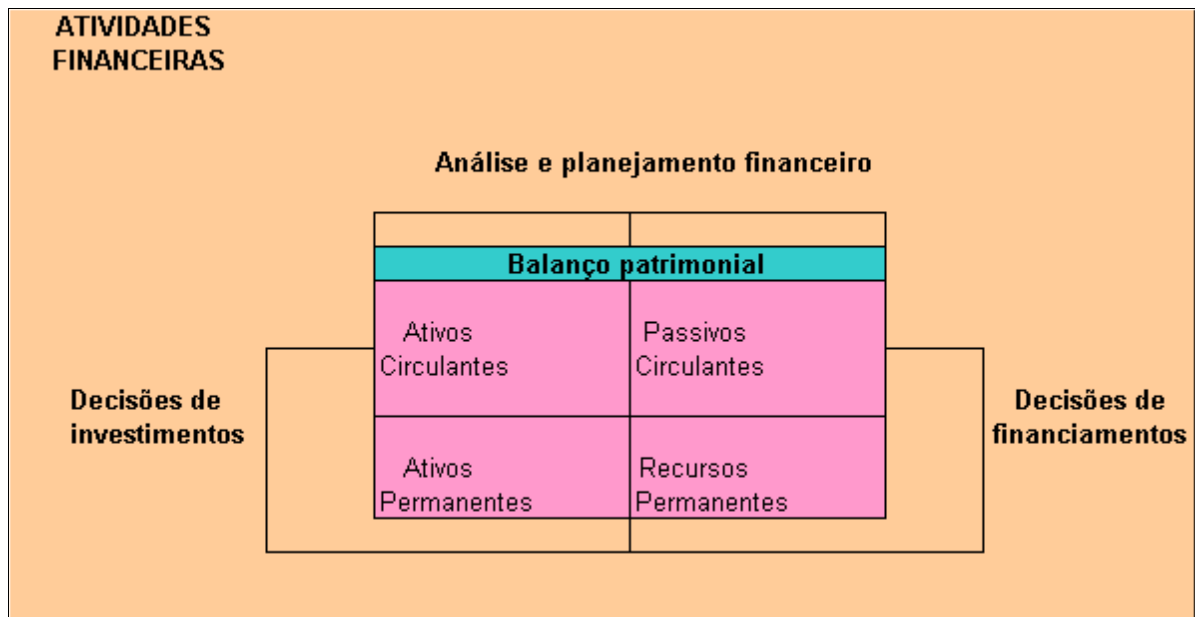 ATIVIDADES
FINANCEIRAS
Análise e planejamento financeiro
Balanço patrimonial
Ativos
Circulantes
Passivos
Circulantes
Decisões de
investimentos
Decisões de
financiamentos
Ativos
Permanentes
Recursos
Permanentes